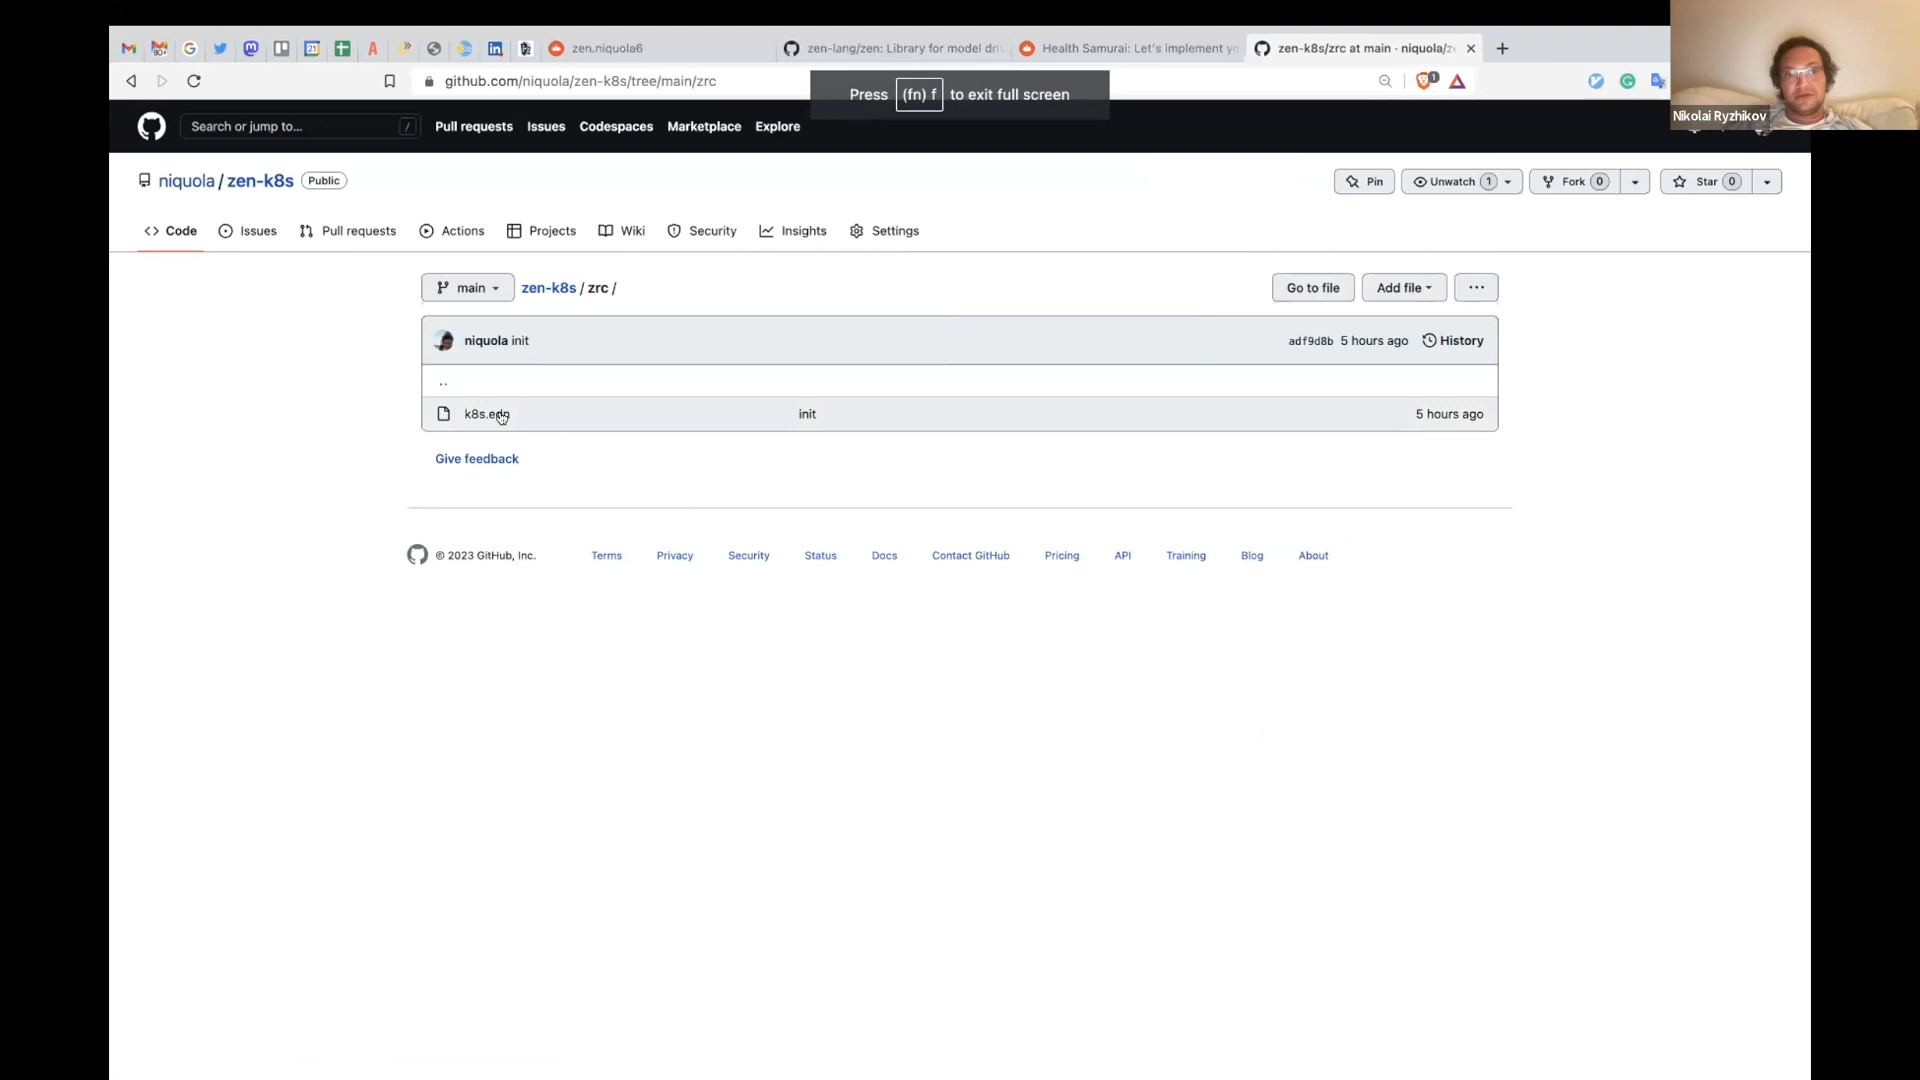 zen.niquola6
zen-lang/zen: Library for model dri
Health Samurai: Let's implement yo
zen-k8s/zrc at main · niquola/ze
github.com/niquola/zen-k8s/tree/main/zrc
Press (fn) f to exit full screen
1
Nikolai Ryzhikov
Search or jump to...
/
Pull requests
Issues
Codespaces
Marketplace
Explore
niquola / zen-k8s Public
Pin
Unwatch 1
Fork 0
Star 0
<> Code
Issues
Pull requests
Actions
Projects
Wiki
Security
Insights
Settings
main
zen-k8s / zrc /
Go to file
Add file
...
niquola init
adf9d8b 5 hours ago
History
..
k8s.edn
init
5 hours ago
Give feedback
© 2023 GitHub, Inc.
Terms
Privacy
Security
Status
Docs
Contact GitHub
Pricing
API
Training
Blog
About